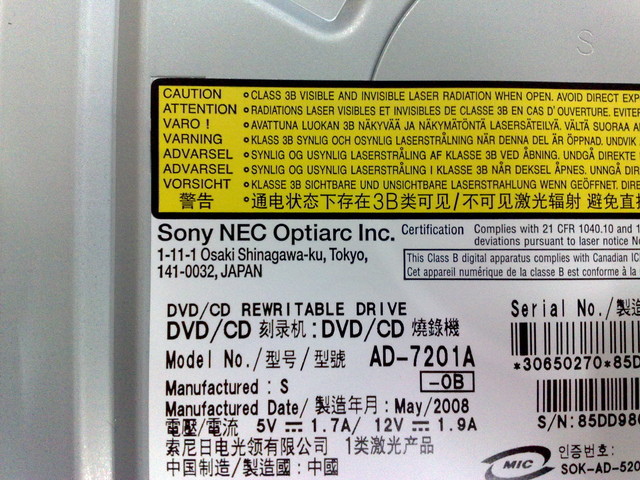 S
CAUTION CLASS 3B VISIBLE AND INVISIBLE LASER RADIATION WHEN OPEN. AVOID DIRECT EXP
ATTENTION RADIATIONS LASER VISIBLES ET INVISIBLES DE CLASSE 3B EN CAS D'OUVERTURE. EVITER
VARO! AVATTUNA LUOKAN 3B NÄKYVÄÄ JA NÄKYMÄTÖNTÄ LASERSÄTEILYÄ. VÄLTÄ SUORAA A
VARNING KLASS 3B SYNLIG OCH OSYNLIG LASERSTRÅLNING NÄR DENNA DEL ÄR ÖPPNAD. UNDVIK
ADVARSEL SYNLIG OG USYNLIG LASERSTRÅLING AF KLASSE 3B VED ÅBNING. UNDGÅ DIREKTE
ADVARSEL SYNLIG OG USYNLIG LASERSTRÅLING I KLASSE 3B NÅR DEKSEL ÅPNES. UNNGÅ DIR
VORSICHT KLASSE 3B SICHTBARE UND UNSICHTBARE LASERSTRAHLUNG WENN GEÖFFNET. DIR
警告 通电状态下存在3B类可见/不可见激光辐射 避免直接
Sony NEC Optiarc Inc. Certification Complies with 21 CFR 1040.10 and 1
deviations pursuant to laser notice No
1-11-1 Osaki Shinagawa-ku, Tokyo,
141-0032, JAPAN
This Class B digital apparatus complies with Canadian IC
Cet appareil numérique de la classe B est conforme à la
DVD/CD REWRITABLE DRIVE
Serial No./製造
DVD/CD 刻录机:DVD/CD 燒錄機
Model No./型号/型號 AD-7201A
*30650270*85D
-0B
Manufactured : S
Manufactured Date/ 製造年月: May/2008
S/N: 85DD980
電壓/電流 5V 1.7A/ 12V 1.9A
索尼日电光领有限公司 1类激光产品
中国制造/製造國: 中國
MIC
인증번호:
SOK-AD-520